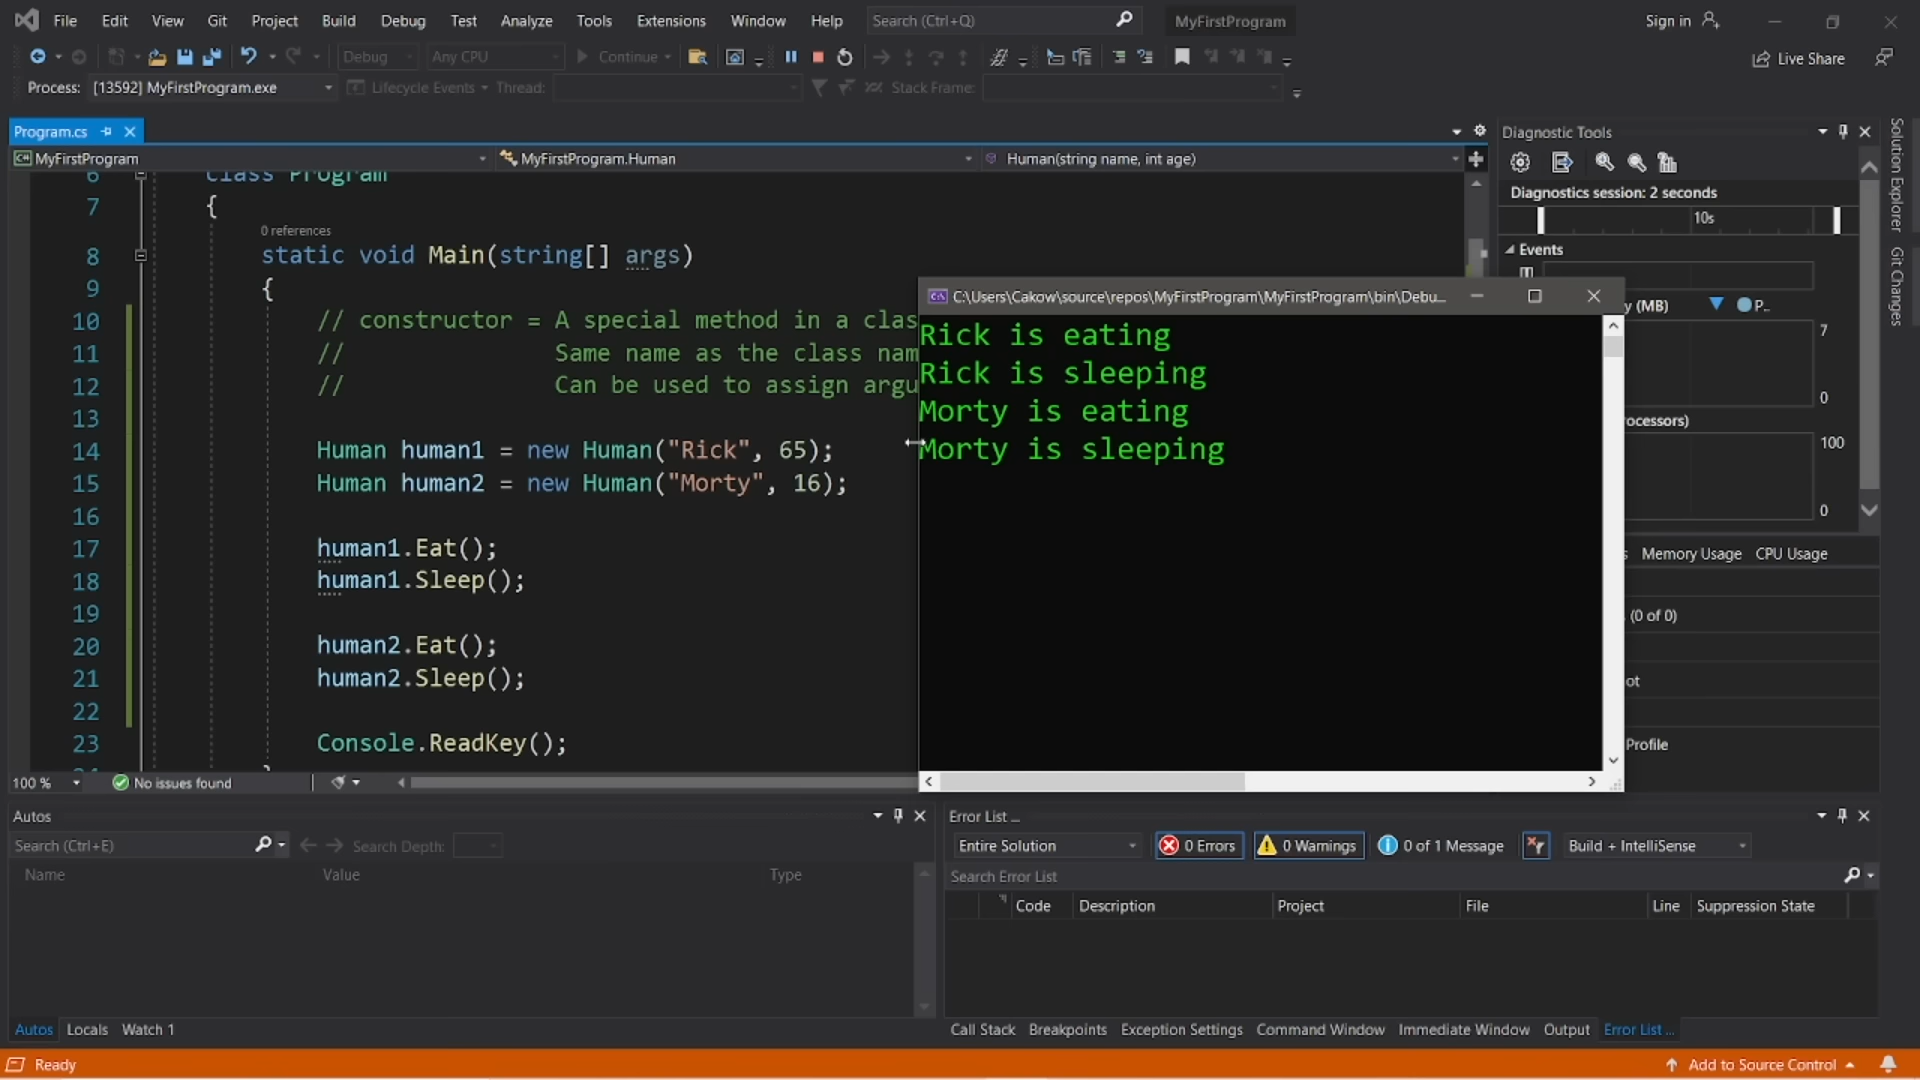 File Edit View Git Project Build Debug Test Analyze Tools Extensions Window Help Search (Ctrl+Q) MyFirstProgram Sign in
Debug Any CPU Continue Live Share
Process: [13592] MyFirstProgram.exe Lifecycle Events Thread: Stack Frame:
Program.cs
MyFirstProgram MyFirstProgram.Human Human(string name, int age)
6 class Program
7 {
0 references
8 static void Main(string[] args)
9 {
10 // constructor = A special method in a clas
11 // Same name as the class nam
12 // Can be used to assign argu
13
14 Human human1 = new Human("Rick", 65);
15 Human human2 = new Human("Morty", 16);
16
17 human1.Eat();
18 human1.Sleep();
19
20 human2.Eat();
21 human2.Sleep();
22
23 Console.ReadKey();
100 % No issues found
C:\Users\Cakow\source\repos\MyFirstProgram\MyFirstProgram\bin\Debu...
Rick is eating
Rick is sleeping
Morty is eating
Morty is sleeping
Diagnostic Tools
Diagnostics session: 2 seconds
10s
Events
y (MB) P...
7
0
ocessors)
100
0
s Memory Usage CPU Usage
(0 of 0)
ot
Profile
Solution Explorer
Git Changes
Autos
Search (Ctrl+E) Search Depth:
Name Value Type
Autos Locals Watch 1
Error List ...
Entire Solution 0 Errors 0 Warnings 0 of 1 Message Build + IntelliSense
Search Error List
Code Description Project File Line Suppression State
Call Stack Breakpoints Exception Settings Command Window Immediate Window Output Error List ...
Ready Add to Source Control